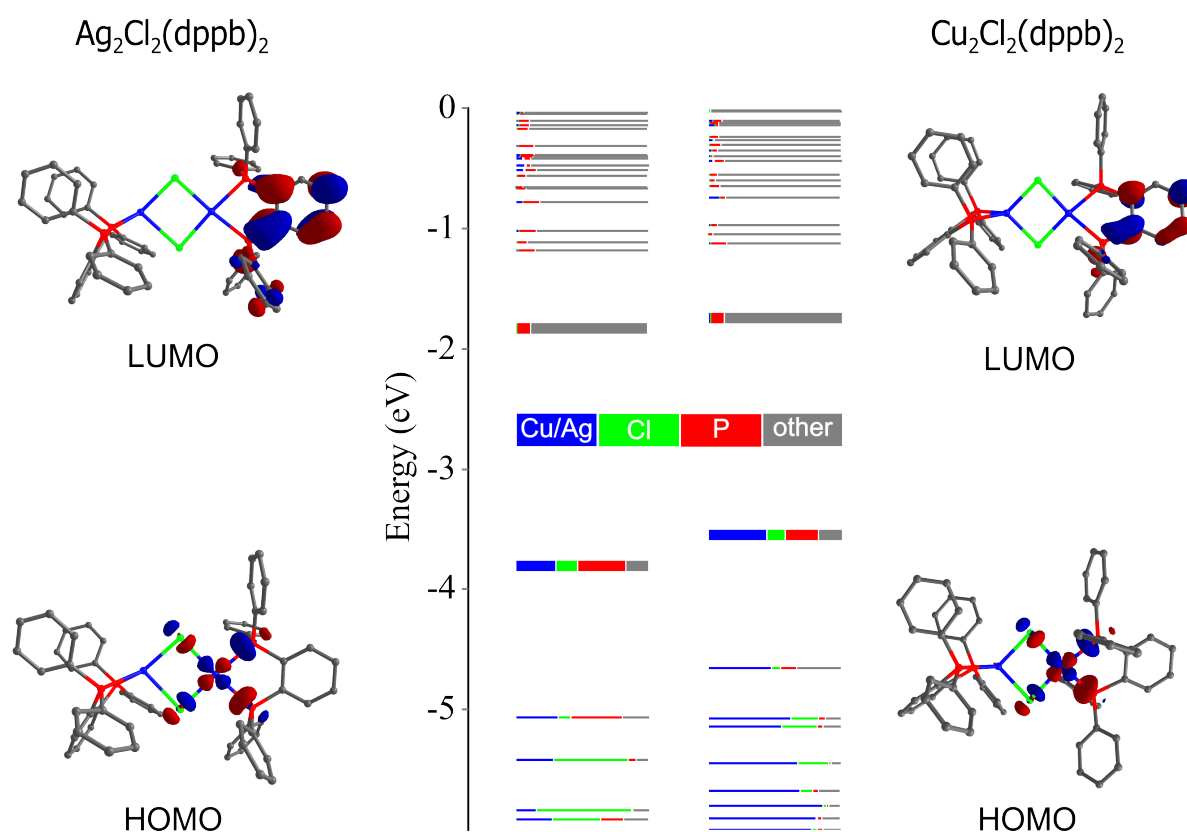 Ag₂Cl₂(dppb)₂
Cu₂Cl₂(dppb)₂
LUMO
LUMO
HOMO
HOMO
Energy (eV)
0
-1
-2
-3
-4
-5
Cu/Ag Cl P other